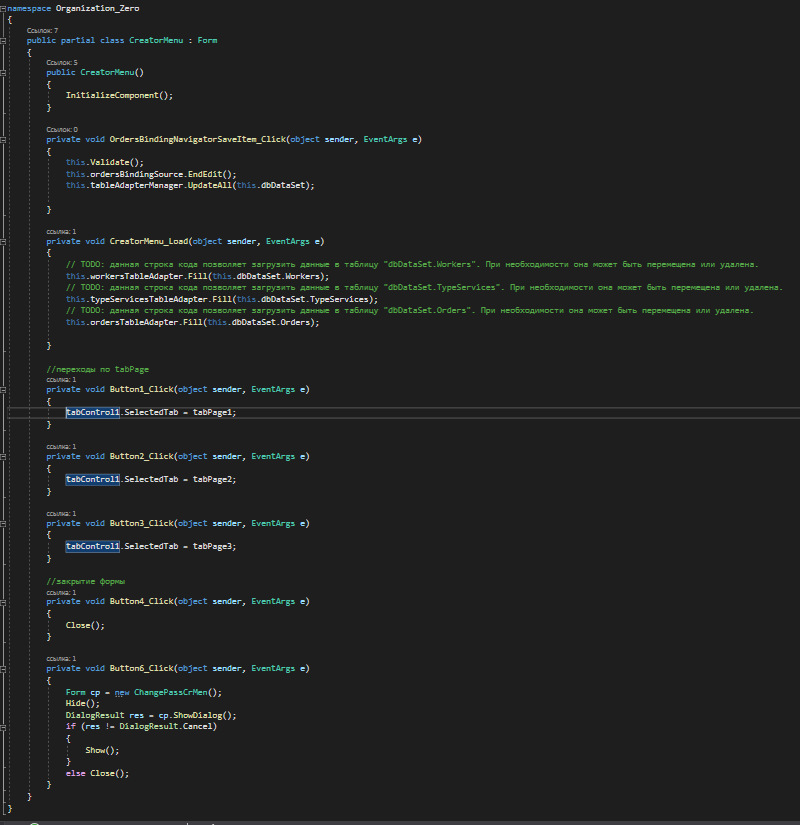 namespace Organization_Zero
{
Ссылок: 7
public partial class CreatorMenu : Form
{
Ссылок: 5
public CreatorMenu()
{
InitializeComponent();
}
Ссылок: 0
private void OrdersBindingNavigatorSaveItem_Click(object sender, EventArgs e)
{
this.Validate();
this.ordersBindingSource.EndEdit();
this.tableAdapterManager.UpdateAll(this.dbDataSet);
}
ссылка: 1
private void CreatorMenu_Load(object sender, EventArgs e)
{
// TODO: данная строка кода позволяет загрузить данные в таблицу "dbDataSet.Workers". При необходимости она может быть перемещена или удалена.
this.workersTableAdapter.Fill(this.dbDataSet.Workers);
// TODO: данная строка кода позволяет загрузить данные в таблицу "dbDataSet.TypeServices". При необходимости она может быть перемещена или удалена.
this.typeServicesTableAdapter.Fill(this.dbDataSet.TypeServices);
// TODO: данная строка кода позволяет загрузить данные в таблицу "dbDataSet.Orders". При необходимости она может быть перемещена или удалена.
this.ordersTableAdapter.Fill(this.dbDataSet.Orders);
}
//переходы по tabPage
ссылка: 1
private void Button1_Click(object sender, EventArgs e)
{
tabControl1.SelectedTab = tabPage1;
}
ссылка: 1
private void Button2_Click(object sender, EventArgs e)
{
tabControl1.SelectedTab = tabPage2;
}
ссылка: 1
private void Button3_Click(object sender, EventArgs e)
{
tabControl1.SelectedTab = tabPage3;
}
//закрытие формы
ссылка: 1
private void Button4_Click(object sender, EventArgs e)
{
Close();
}
ссылка: 1
private void Button6_Click(object sender, EventArgs e)
{
Form cp = new ChangePassCrMen();
Hide();
DialogResult res = cp.ShowDialog();
if (res != DialogResult.Cancel)
{
Show();
}
else Close();
}
}
}